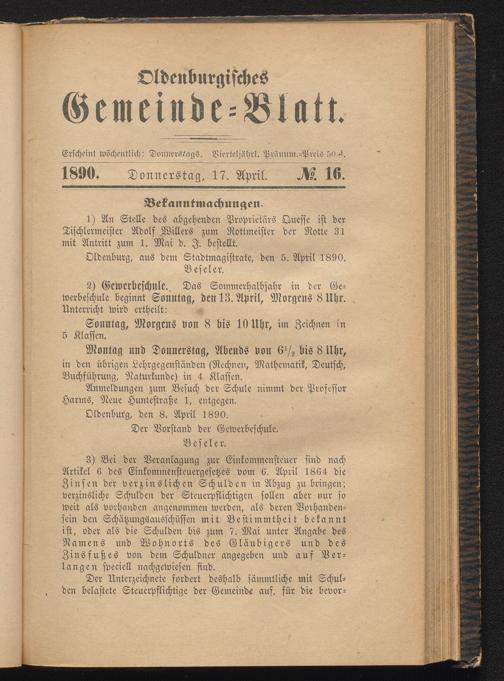 Oldenburgisches
Gemeinde=Blatt.
Erscheint wöchentlich: Donnerstags. Vierteljährl. Pränum.=Preis 50 ₰.
1890. Donnerstag, 17. April. № 16.
Bekanntmachungen.
1) An Stelle des abgehenden Proprietärs Quesse ist der
Tischlermeister Adolf Willers zum Rottmeister der Rotte 31
mit Antritt zum 1. Mai d. J. bestellt.
Oldenburg, aus dem Stadtmagistrate, den 5. April 1890.
Beseler.
2) Gewerbeschule. Das Sommerhalbjahr in der Ge-
werbeschule beginnt Sonntag, den 13. April, Morgens 8 Uhr.
Unterricht wird ertheilt:
Sonntag, Morgens von 8 bis 10 Uhr, im Zeichnen in
5 Klassen.
Montag und Donnerstag, Abends von 6½ bis 8 Uhr,
in den übrigen Lehrgegenständen (Rechnen, Mathematik, Deutsch,
Buchführung, Naturkunde) in 4 Klassen.
Anmeldungen zum Besuch der Schule nimmt der Professor
Harms, Neue Huntestraße 1, entgegen.
Oldenburg, den 8. April 1890.
Der Vorstand der Gewerbeschule.
Beseler.
3) Bei der Veranlagung zur Einkommensteuer sind nach
Artikel 6 des Einkommensteuergesetzes vom 6. April 1864 die
Zinsen der verzinslichen Schulden in Abzug zu bringen;
verzinsliche Schulden der Steuerpflichtigen sollen aber nur so
weit als vorhanden angenommen werden, als deren Vorhanden-
sein den Schätzungsausschüssen mit Bestimmtheit bekannt
ist, oder als die Schulden bis zum 7. Mai unter Angabe des
Namens und Wohnorts des Gläubigers und des
Zinsfußes von dem Schuldner angegeben und auf Ver-
langen speciell nachgewiesen sind.
Der Unterzeichnete fordert deshalb sämmtliche mit Schul-
den belastete Steuerpflichtige der Gemeinde auf, für die bevor-